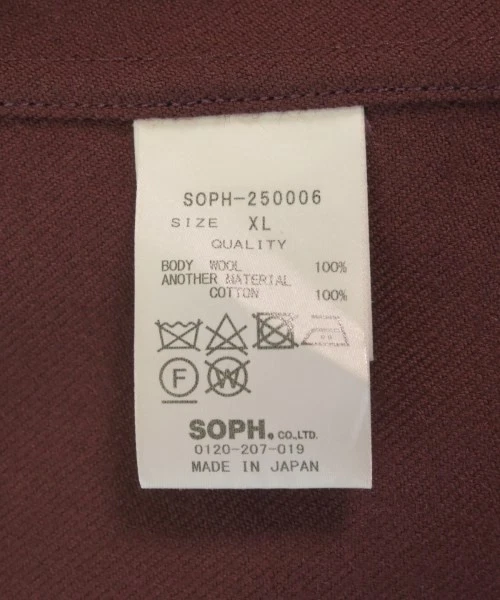 SOPH-250006
SIZE XL
QUALITY
BODY WOOL 100%
ANOTHER MATERIAL
COTTON 100%
F W
SOPH. CO.,LTD.
0120-207-019
MADE IN JAPAN